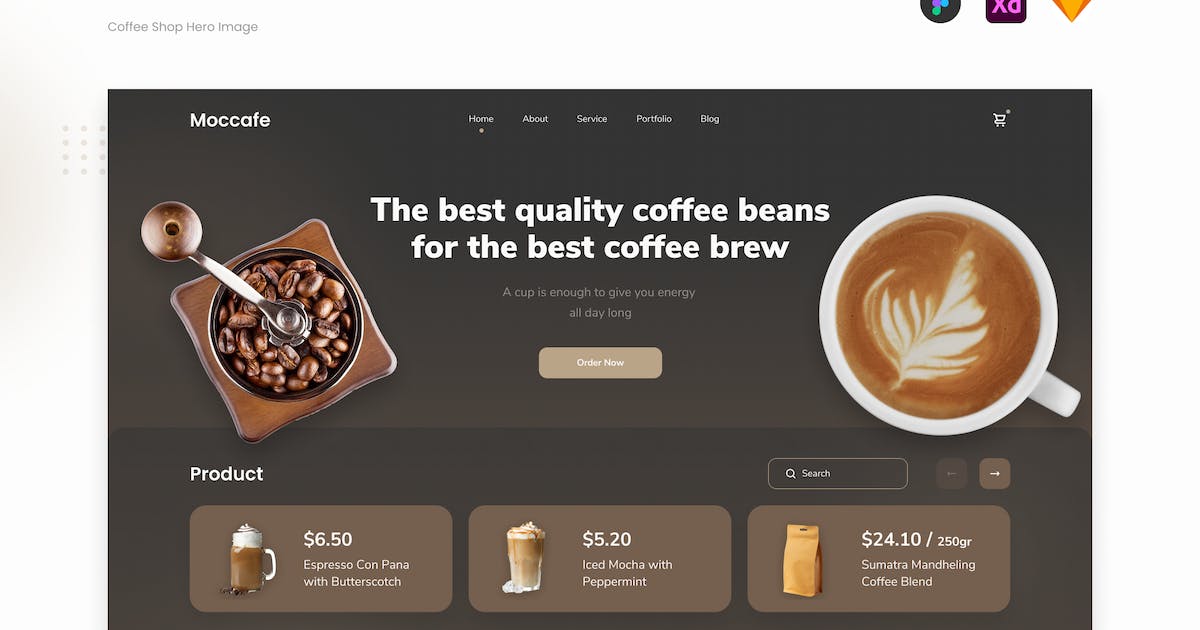 Coffee Shop Hero Image
Xd
Moccafe
Home About Service Portfolio Blog
The best quality coffee beans
for the best coffee brew
A cup is enough to give you energy
all day long
Order Now
Product
Search
$6.50
Espresso Con Pana
with Butterscotch
$5.20
Iced Mocha with
Peppermint
$24.10 / 250gr
Sumatra Mandheling
Coffee Blend